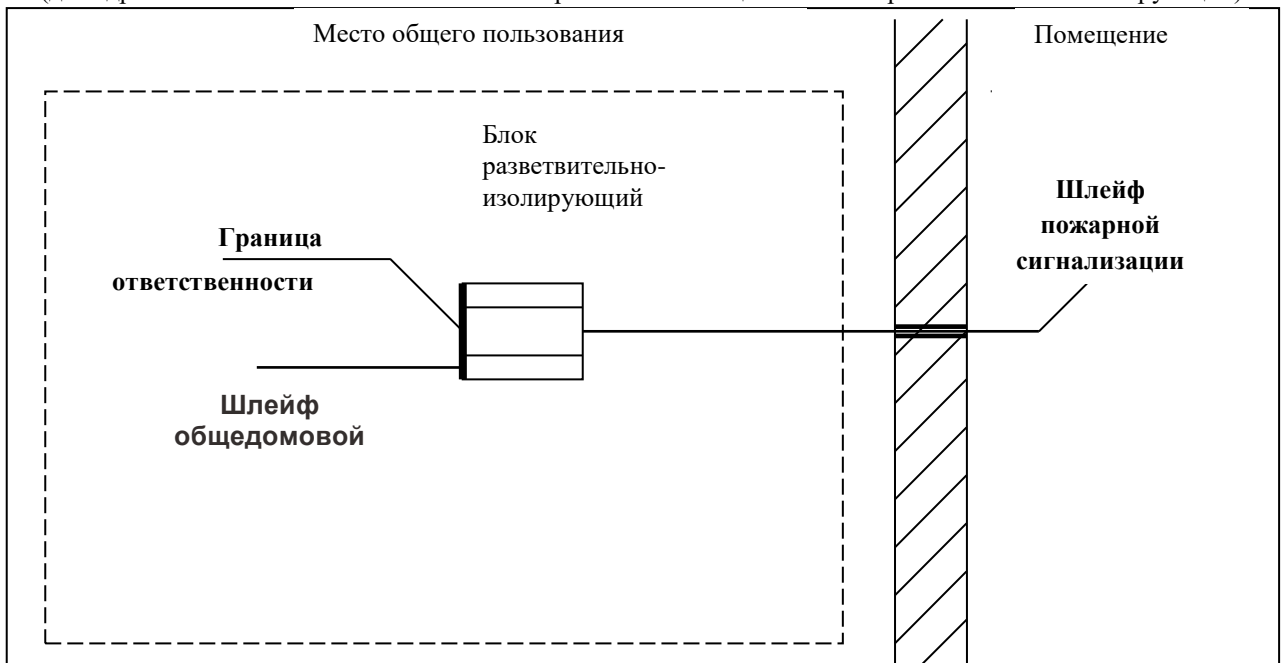 Место общего пользования
Помещение
Блок
разветвительно-
изолирующий
Шлейф
пожарной
сигнализации
Граница
ответственности
Шлейф
общедомовой